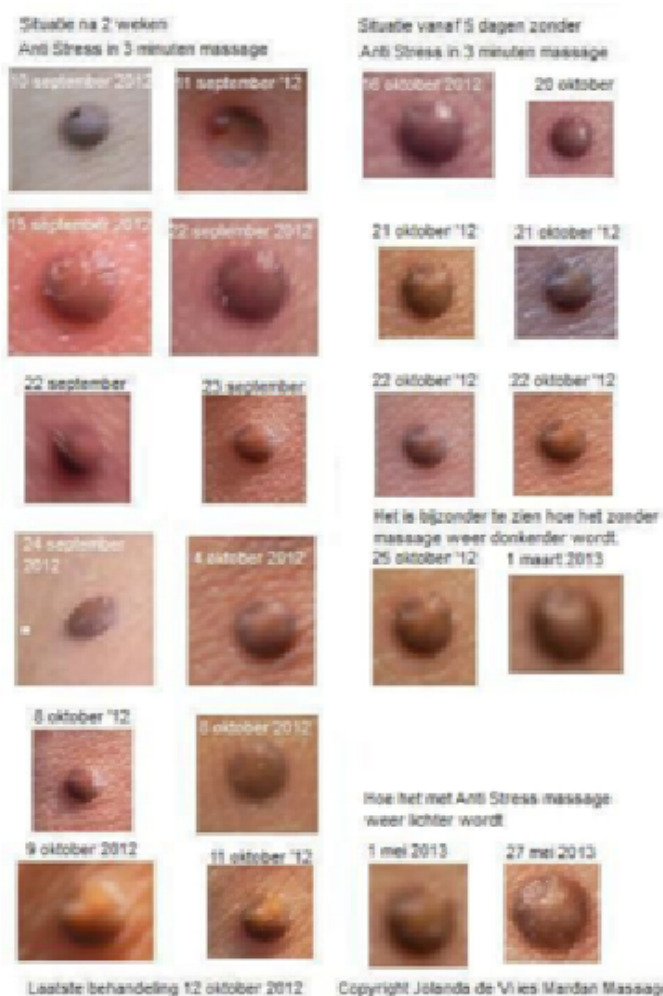 Situatie na 2 weken
Anti Stress in 3 minuten massage
10 september 2012
11 september '12
15 september 2012
22 september 2012
22 september
23 september
24 september
2012
4 oktober 2012
8 oktober '12
8 oktober 2012
9 oktober 2012
11 oktober '12
Laatste behandeling 12 oktober 2012
Situatie vanaf 5 dagen zonder
Anti Stress in 3 minuten massage
16 oktober 2012
20 oktober
21 oktober '12
21 oktober '12
22 oktober '12
22 oktober '12
Het is bijzonder te zien hoe het zonder
massage weer donkerder wordt.
25 oktober '12
1 maart 2013
Hoe het met Anti Stress massage
weer lichter wordt
1 mei 2013
27 mei 2013
Copyright Jolanda de Vries Mardan Massag